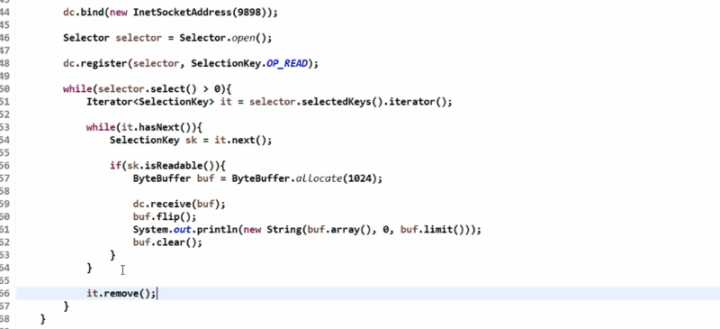 44 dc.bind(new InetSocketAddress(9898));
45
46 Selector selector = Selector.open();
47
48 dc.register(selector, SelectionKey.OP_READ);
49
50 while(selector.select() > 0){
51 Iterator<SelectionKey> it = selector.selectedKeys().iterator();
52
53 while(it.hasNext()){
54 SelectionKey sk = it.next();
55
56 if(sk.isReadable()){
57 ByteBuffer buf = ByteBuffer.allocate(1024);
58
59 dc.receive(buf);
60 buf.flip();
61 System.out.println(new String(buf.array(), 0, buf.limit()));
62 buf.clear();
63 }
64 }
65
66 it.remove();
67 }
68 }